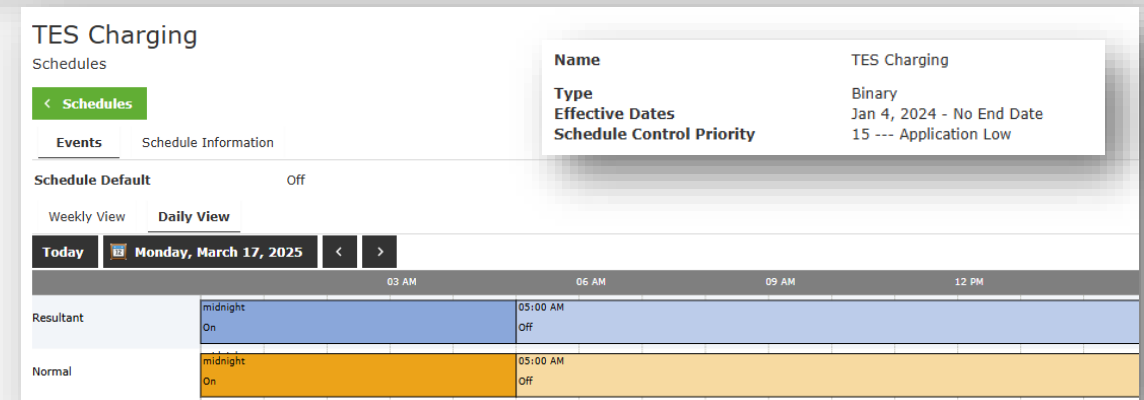 TES Charging
Schedules
Name TES Charging
Type Binary
Effective Dates Jan 4, 2024 - No End Date
Schedule Control Priority 15 --- Application Low
< Schedules
Events Schedule Information
Schedule Default Off
Weekly View Daily View
Today 12 Monday, March 17, 2025 < >
03 AM 06 AM 09 AM 12 PM
Resultant
midnight 05:00 AM
On Off
Normal
midnight 05:00 AM
On Off